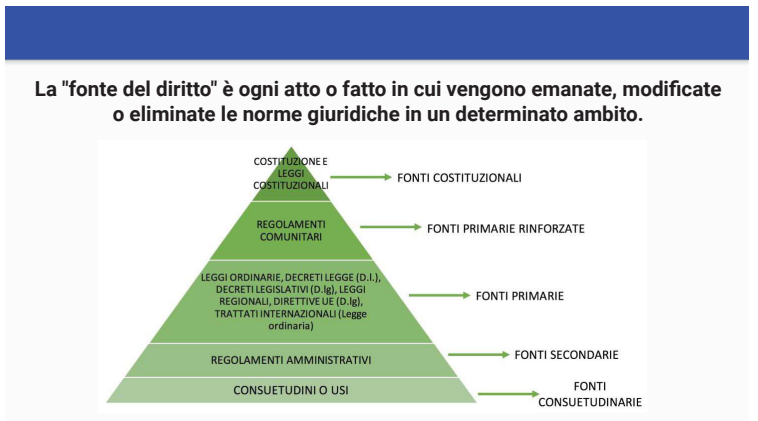 La "fonte del diritto" è ogni atto o fatto in cui vengono emanate, modificate
o eliminate le norme giuridiche in un determinato ambito.
COSTITUZIONE E
LEGGI
COSTITUZIONALI
FONTI COSTITUZIONALI
REGOLAMENTI
COMUNITARI
FONTI PRIMARIE RINFORZATE
LEGGI ORDINARIE, DECRETI LEGGE (D.l.),
DECRETI LEGISLATIVI (D.lg), LEGGI
REGIONALI, DIRETTIVE UE (D.lg),
TRATTATI INTERNAZIONALI (Legge
ordinaria)
FONTI PRIMARIE
REGOLAMENTI AMMINISTRATIVI
FONTI SECONDARIE
CONSUETUDINI O USI
FONTI
CONSUETUDINARIE